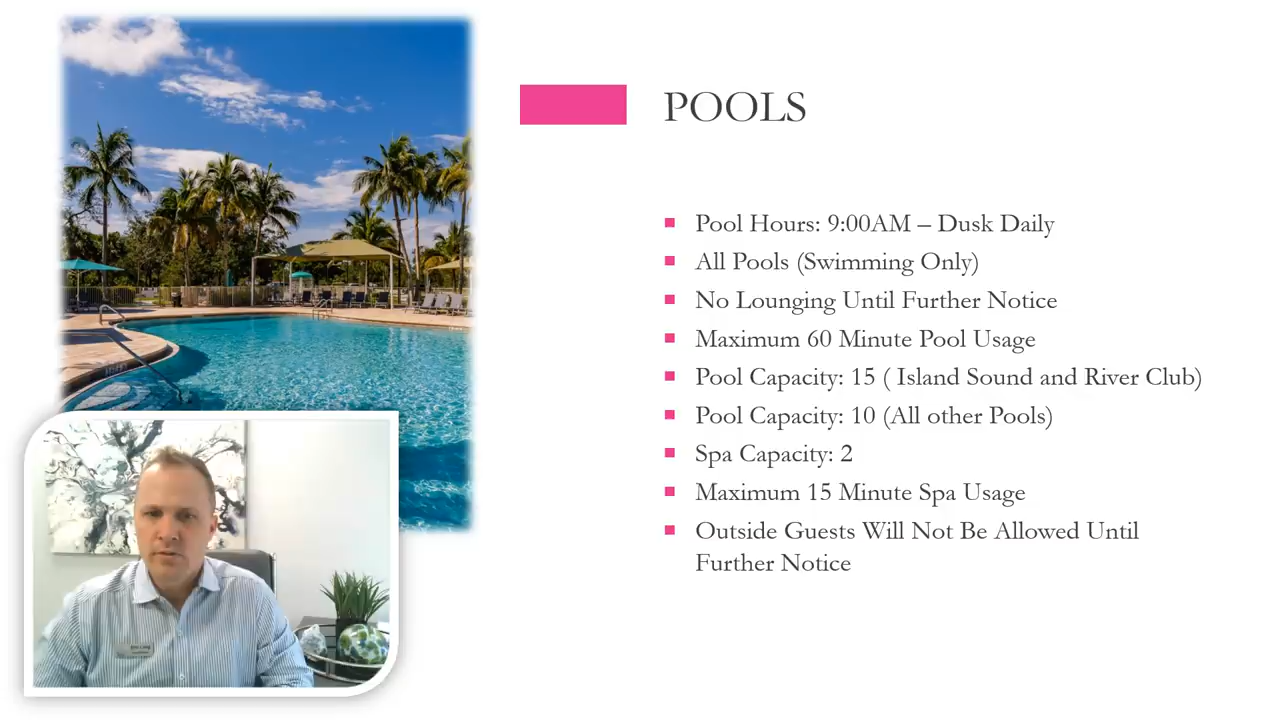 POOLS
Pool Hours: 9:00AM – Dusk Daily
All Pools (Swimming Only)
No Lounging Until Further Notice
Maximum 60 Minute Pool Usage
Pool Capacity: 15 ( Island Sound and River Club)
Pool Capacity: 10 (All other Pools)
Spa Capacity: 2
Maximum 15 Minute Spa Usage
Outside Guests Will Not Be Allowed Until
Further Notice